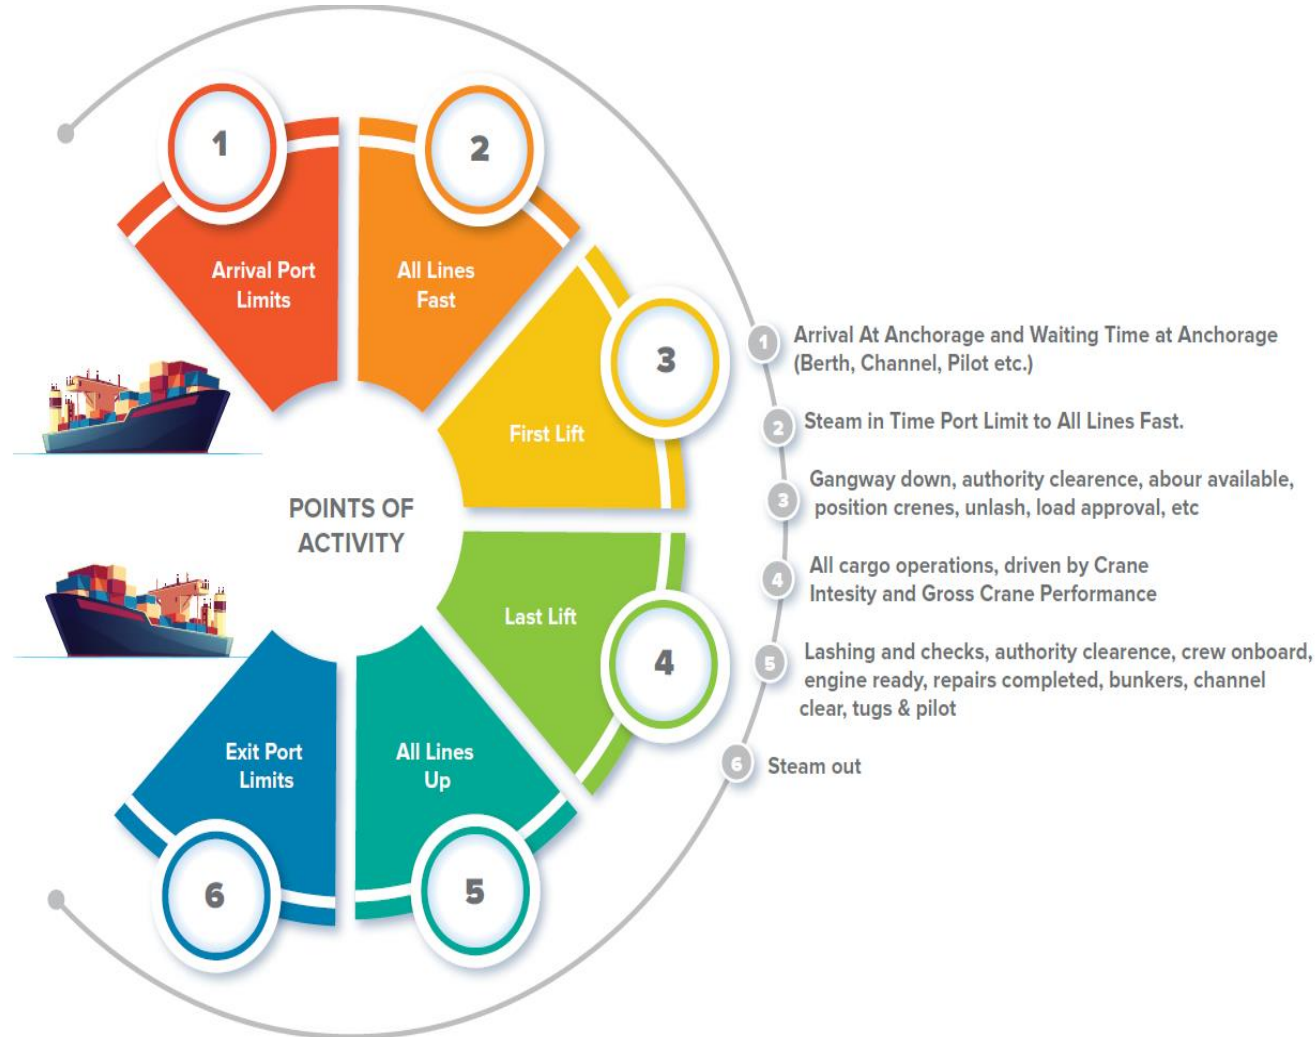 1
Arrival Port
Limits
2
All Lines
Fast
3
First Lift
4
Last Lift
5
All Lines
Up
6
Exit Port
Limits
POINTS OF
ACTIVITY
1
Arrival At Anchorage and Waiting Time at Anchorage
(Berth, Channel, Pilot etc.)
2
Steam in Time Port Limit to All Lines Fast.
3
Gangway down, authority clearence, abour available,
position crenes, unlash, load approval, etc
4
All cargo operations, driven by Crane
Intesity and Gross Crane Performance
5
Lashing and checks, authority clearence, crew onboard,
engine ready, repairs completed, bunkers, channel
clear, tugs & pilot
6
Steam out